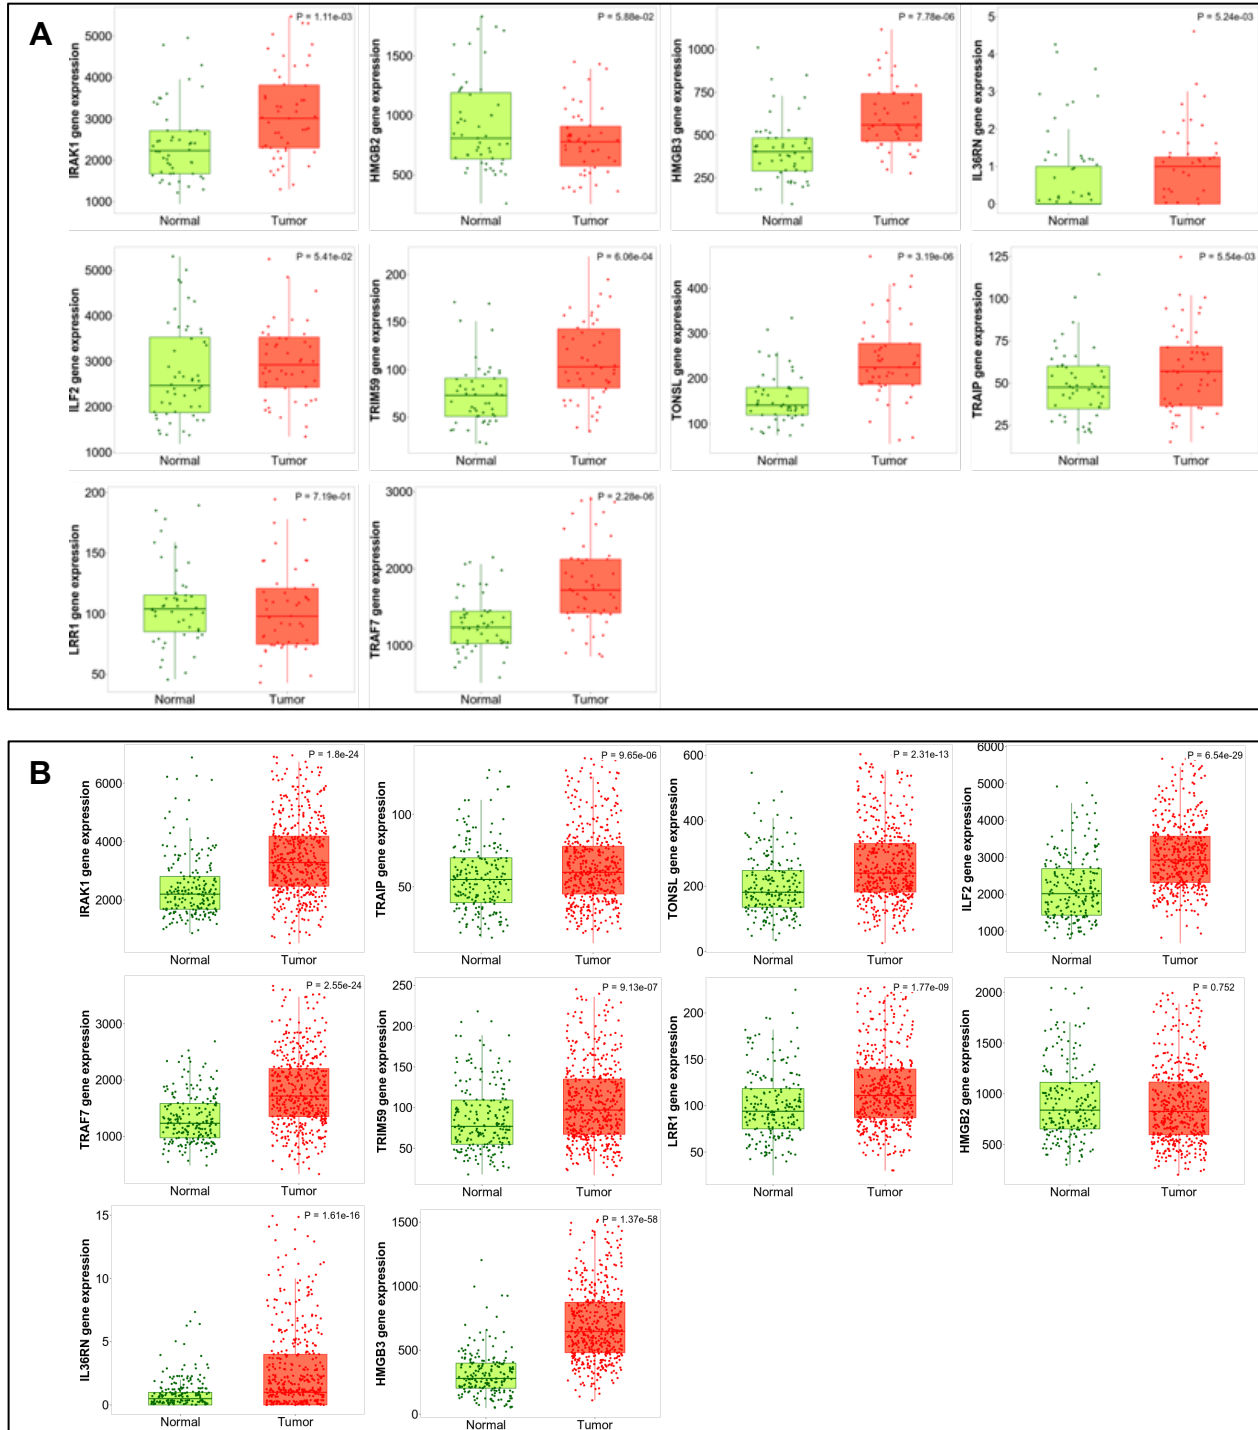 A
P = 1.11e-03
IRAK1 gene expression
5000
4000
3000
2000
1000
Normal Tumor
P = 5.88e-02
HMGB2 gene expression
1500
1000
500
Normal Tumor
P = 7.78e-06
HMGB3 gene expression
1000
750
500
250
Normal Tumor
P = 5.24e-03
IL36RN gene expression
5
4
3
2
1
0
Normal Tumor
P = 5.41e-02
ILF2 gene expression
5000
4000
3000
2000
1000
Normal Tumor
P = 6.06e-04
TRIM59 gene expression
200
150
100
50
Normal Tumor
P = 3.19e-06
TONSL gene expression
400
300
200
100
Normal Tumor
P = 5.54e-03
TRAIP gene expression
125
100
75
50
25
Normal Tumor
P = 7.19e-01
LRR1 gene expression
200
150
100
50
Normal Tumor
P = 2.28e-06
TRAF7 gene expression
3000
2000
1000
Normal Tumor
B
P = 1.8e-24
IRAK1 gene expression
6000
4000
2000
Normal Tumor
P = 9.65e-06
TRAIP gene expression
100
50
Normal Tumor
P = 2.31e-13
TONSL gene expression
600
400
200
0
Normal Tumor
P = 6.54e-29
ILF2 gene expression
6000
5000
4000
3000
2000
1000
Normal Tumor
P = 2.55e-24
TRAF7 gene expression
3000
2000
1000
Normal Tumor
P = 9.13e-07
TRIM59 gene expression
250
200
150
100
50
Normal Tumor
P = 1.77e-09
LRR1 gene expression
200
150
100
50
Normal Tumor
P = 0.752
HMGB2 gene expression
2000
1500
1000
500
Normal Tumor
P = 1.61e-16
IL36RN gene expression
15
10
5
0
Normal Tumor
P = 1.37e-58
HMGB3 gene expression
1500
1000
500
0
Normal Tumor